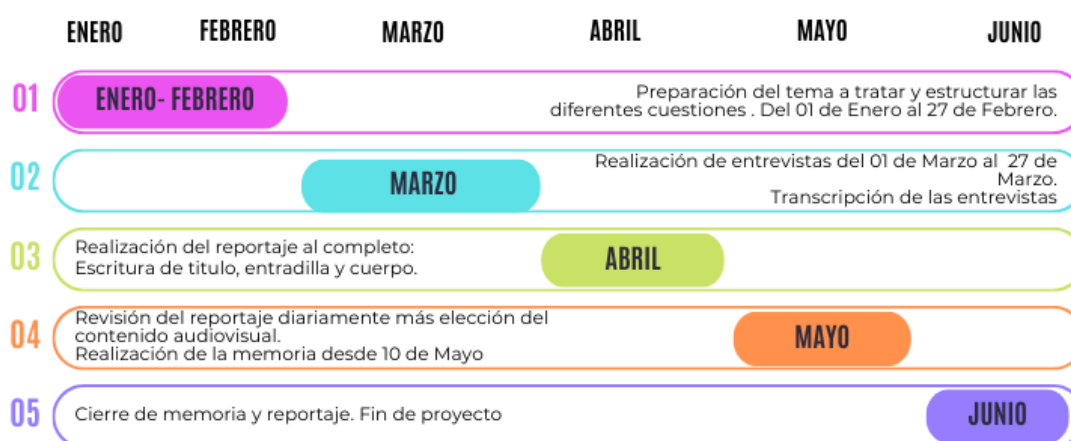 ENERO FEBRERO MARZO ABRIL MAYO JUNIO
01 ENERO- FEBRERO
Preparación del tema a tratar y estructurar las
diferentes cuestiones . Del 01 de Enero al 27 de Febrero.
02 MARZO
Realización de entrevistas del 01 de Marzo al 27 de
Marzo.
Transcripción de las entrevistas
03
Realización del reportaje al completo:
Escritura de titulo, entradilla y cuerpo.
ABRIL
04
Revisión del reportaje diariamente más elección del
contenido audiovisual.
Realización de la memoria desde 10 de Mayo
MAYO
05
Cierre de memoria y reportaje. Fin de proyecto
JUNIO